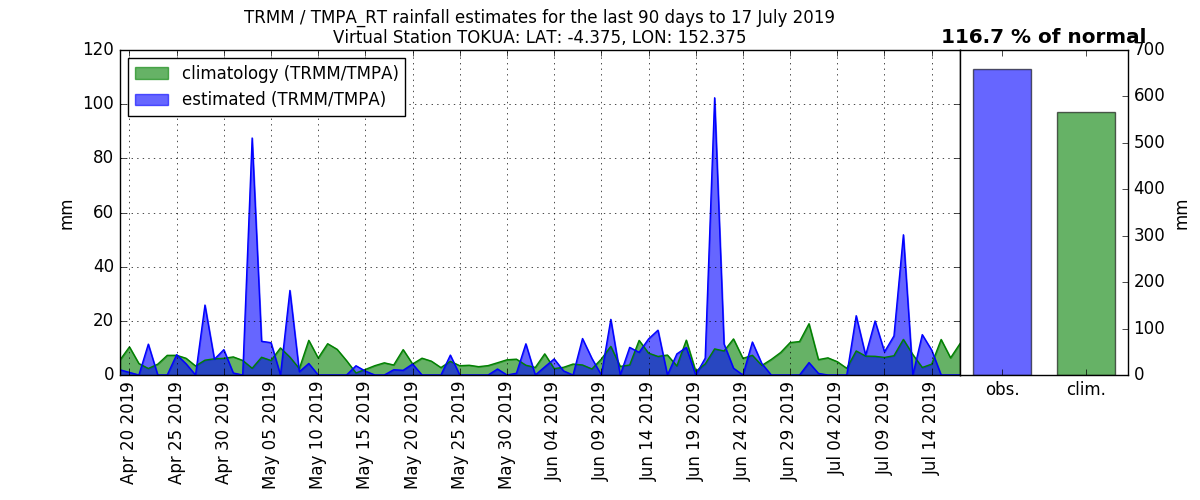 TRMM / TMPA_RT rainfall estimates for the last 90 days to 17 July 2019
Virtual Station TOKUA: LAT: -4.375, LON: 152.375
116.7 % of normal
climatology (TRMM/TMPA)
estimated (TRMM/TMPA)
mm
120
100
80
60
40
20
0
Apr 20 2019
Apr 25 2019
Apr 30 2019
May 05 2019
May 10 2019
May 15 2019
May 20 2019
May 25 2019
May 30 2019
Jun 04 2019
Jun 09 2019
Jun 14 2019
Jun 19 2019
Jun 24 2019
Jun 29 2019
Jul 04 2019
Jul 09 2019
Jul 14 2019
obs.
clim.
700
600
500
400
300
200
100
0
mm